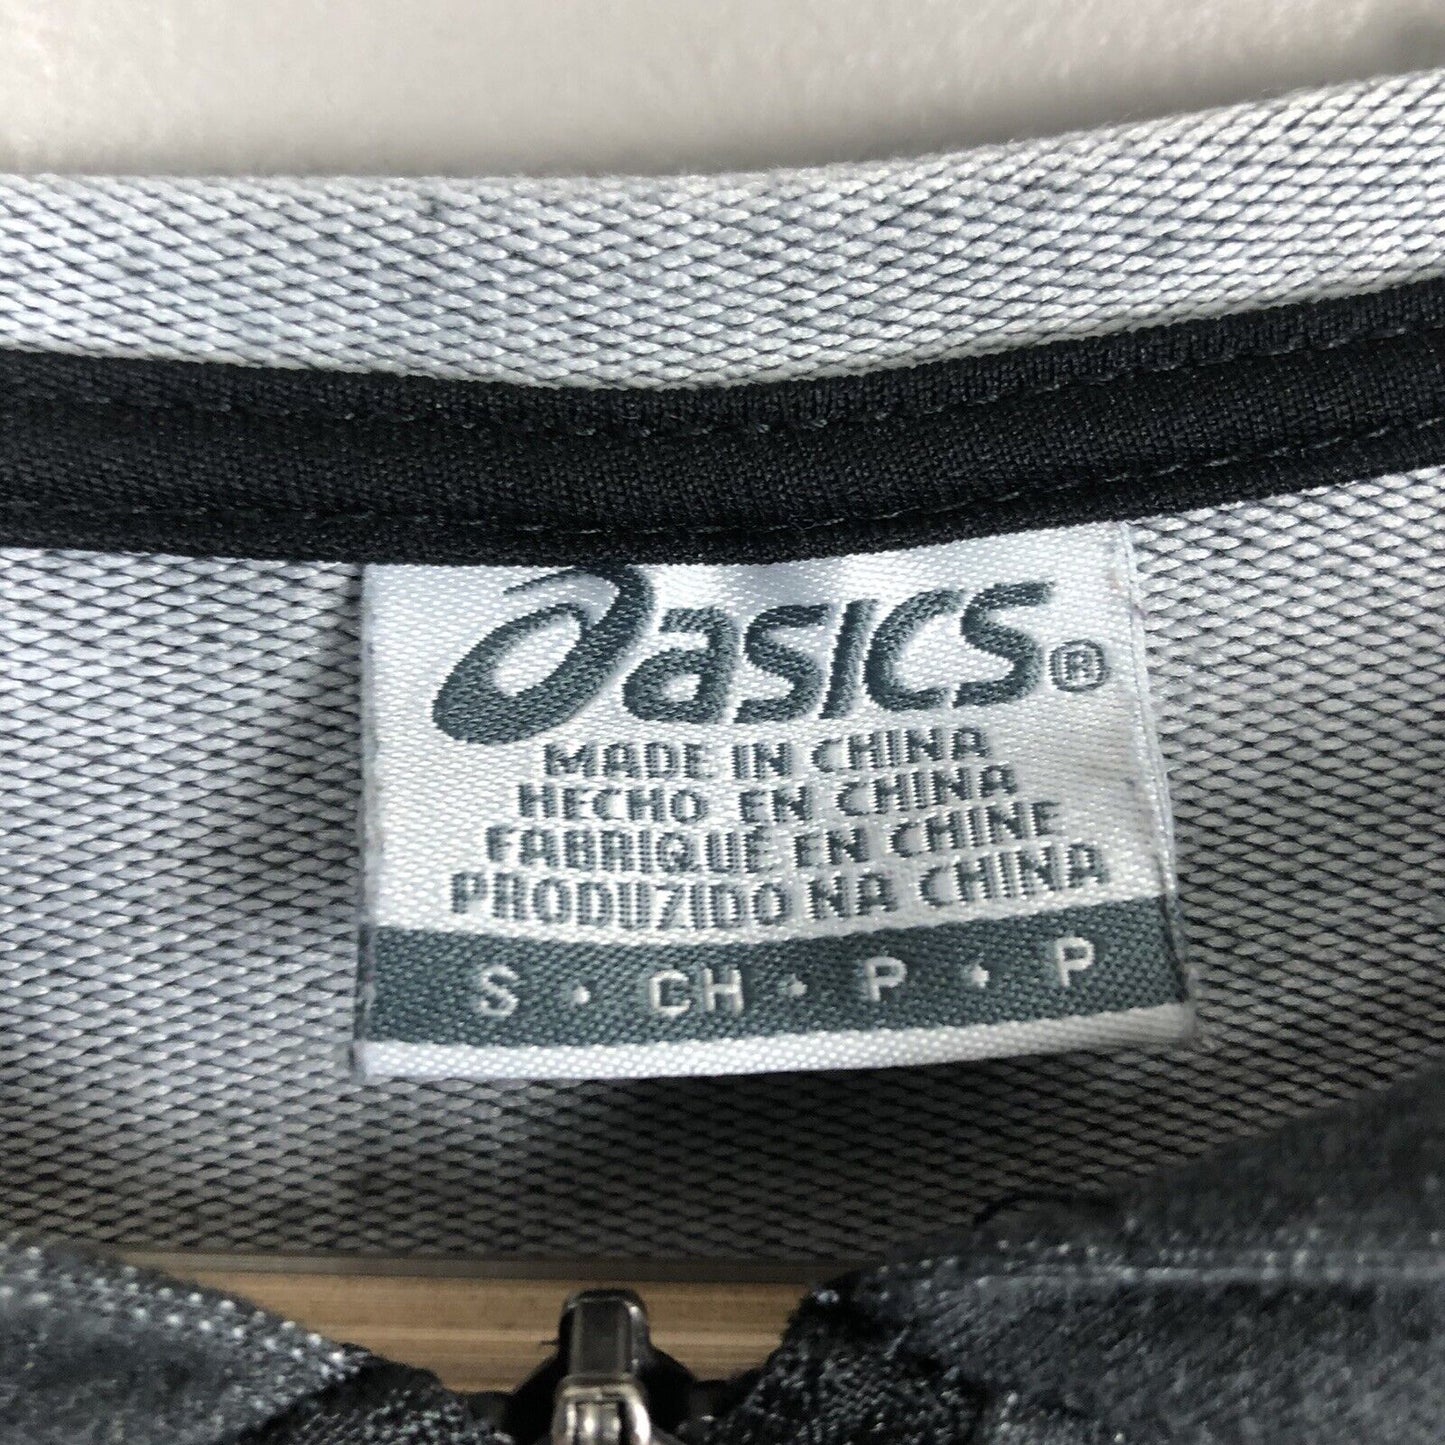 asics®
MADE IN CHINA
HECHO EN CHINA
FABRIQUÉ EN CHINE
PRODUZIDO NA CHINA
S • CH • P • P